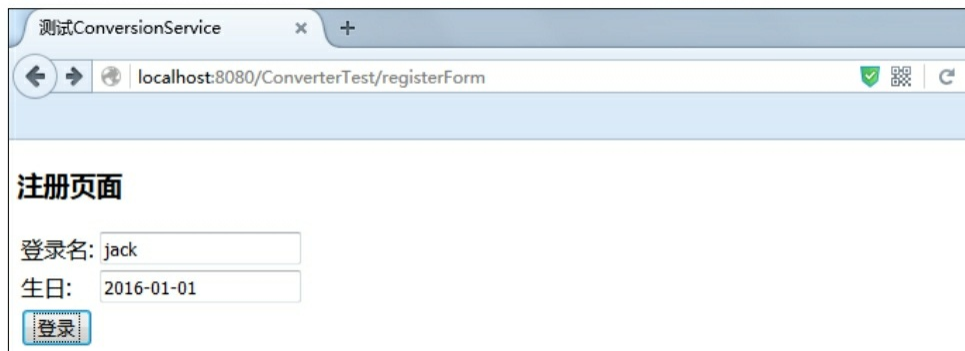 测试ConversionService
localhost:8080/ConverterTest/registerForm
注册页面
登录名: jack
生日: 2016-01-01
登录